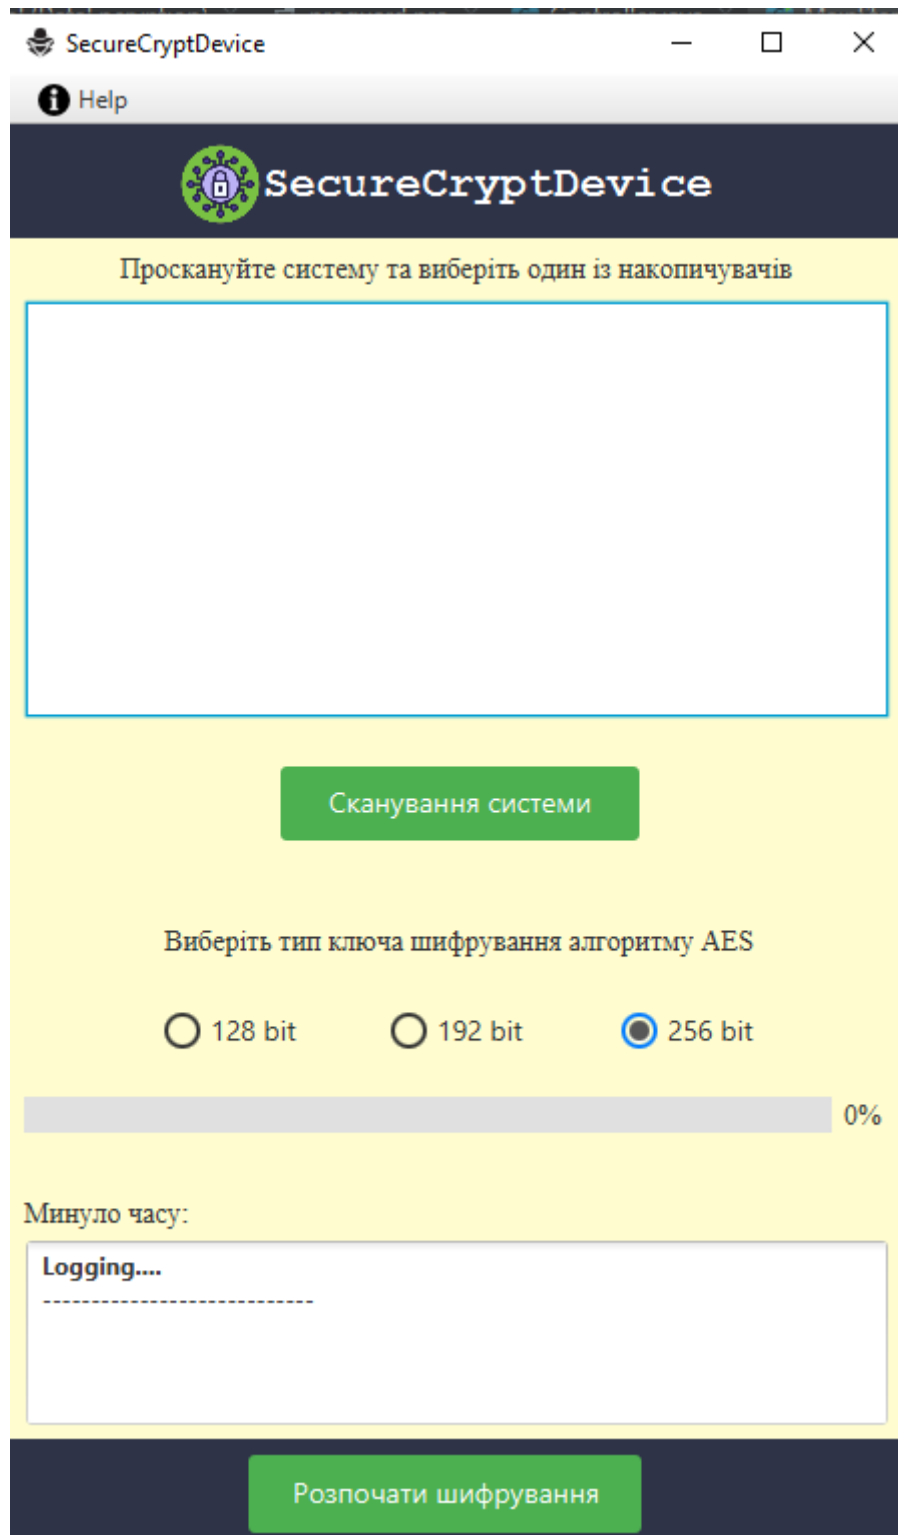 SecureCryptDevice
Help
SecureCryptDevice
Проскануйте систему та виберіть один із накопичувачів
Сканування системи
Виберіть тип ключа шифрування алгоритму AES
128 bit 192 bit 256 bit
0%
Минуло часу:
Logging....
----------------------------
Розпочати шифрування